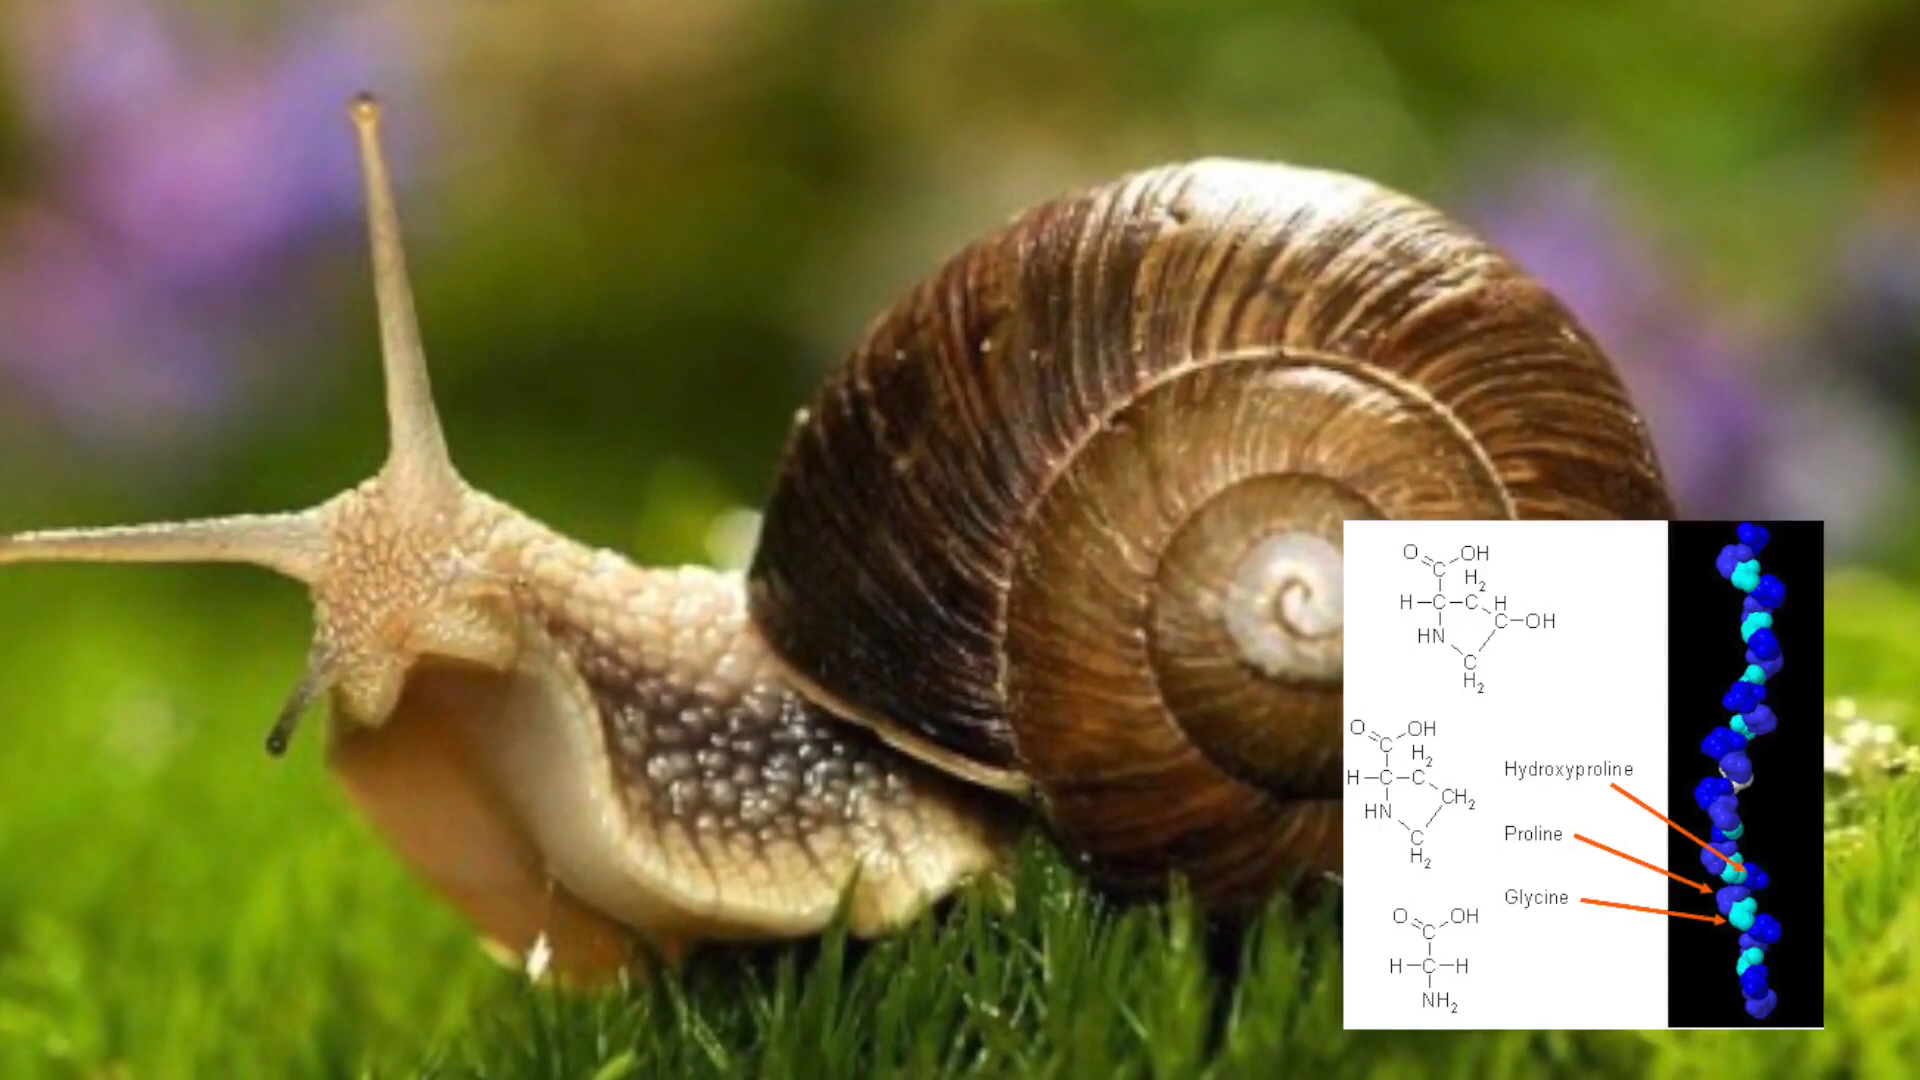 O OH
C H₂
H C C H
HN C OH
C
H₂
O OH
C H₂
H C C
HN CH₂
C
H₂
Hydroxyproline
Proline
Glycine
O OH
C
H C H
NH₂